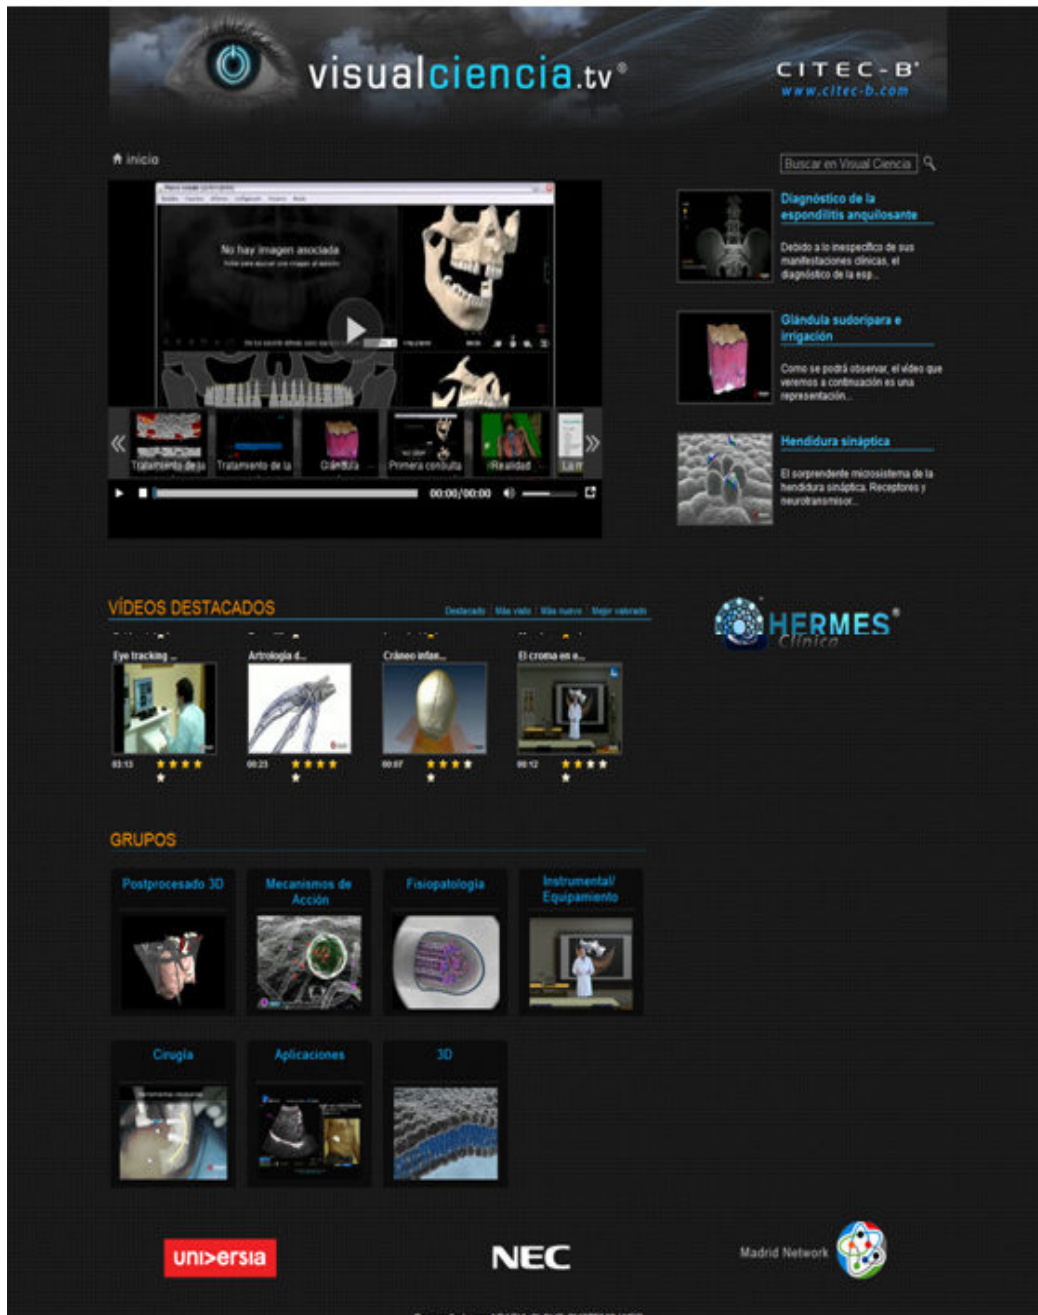 visualciencia.tv®
CITEC-B®
www.citec-b.com
inicio
Buscar en Visual Ciencia
No hay imagen asociada
Tratamiento de la
Tratamiento de la
Glándula
Primera consulta
Realidad
00:00/00:00
Diagnóstico de la
espondilitis anquilosante
Debido a lo inespecífico de sus
manifestaciones clínicas, el
diagnóstico de la esp...
Glándula sudoripara e
irrigación
Como se podrá observar, el vídeo que
veremos a continuación es una
representación...
Hendidura sináptica
El sorprendente microsistema de la
hendidura sináptica. Receptores y
neurotransmisor...
VÍDEOS DESTACADOS
Destacado | Más visto | Más nuevo | Mejor valorado
HERMES®
Clínica
Eye tracking ...
Artrología d...
Cráneo infan...
El croma en e...
03:13
00:23
00:07
00:12
GRUPOS
Postprocesado 3D
Mecanismos de
Acción
Fisiopatología
Instrumental/
Equipamiento
Cirugía
Aplicaciones
3D
uni>ersia
NEC
Madrid Network